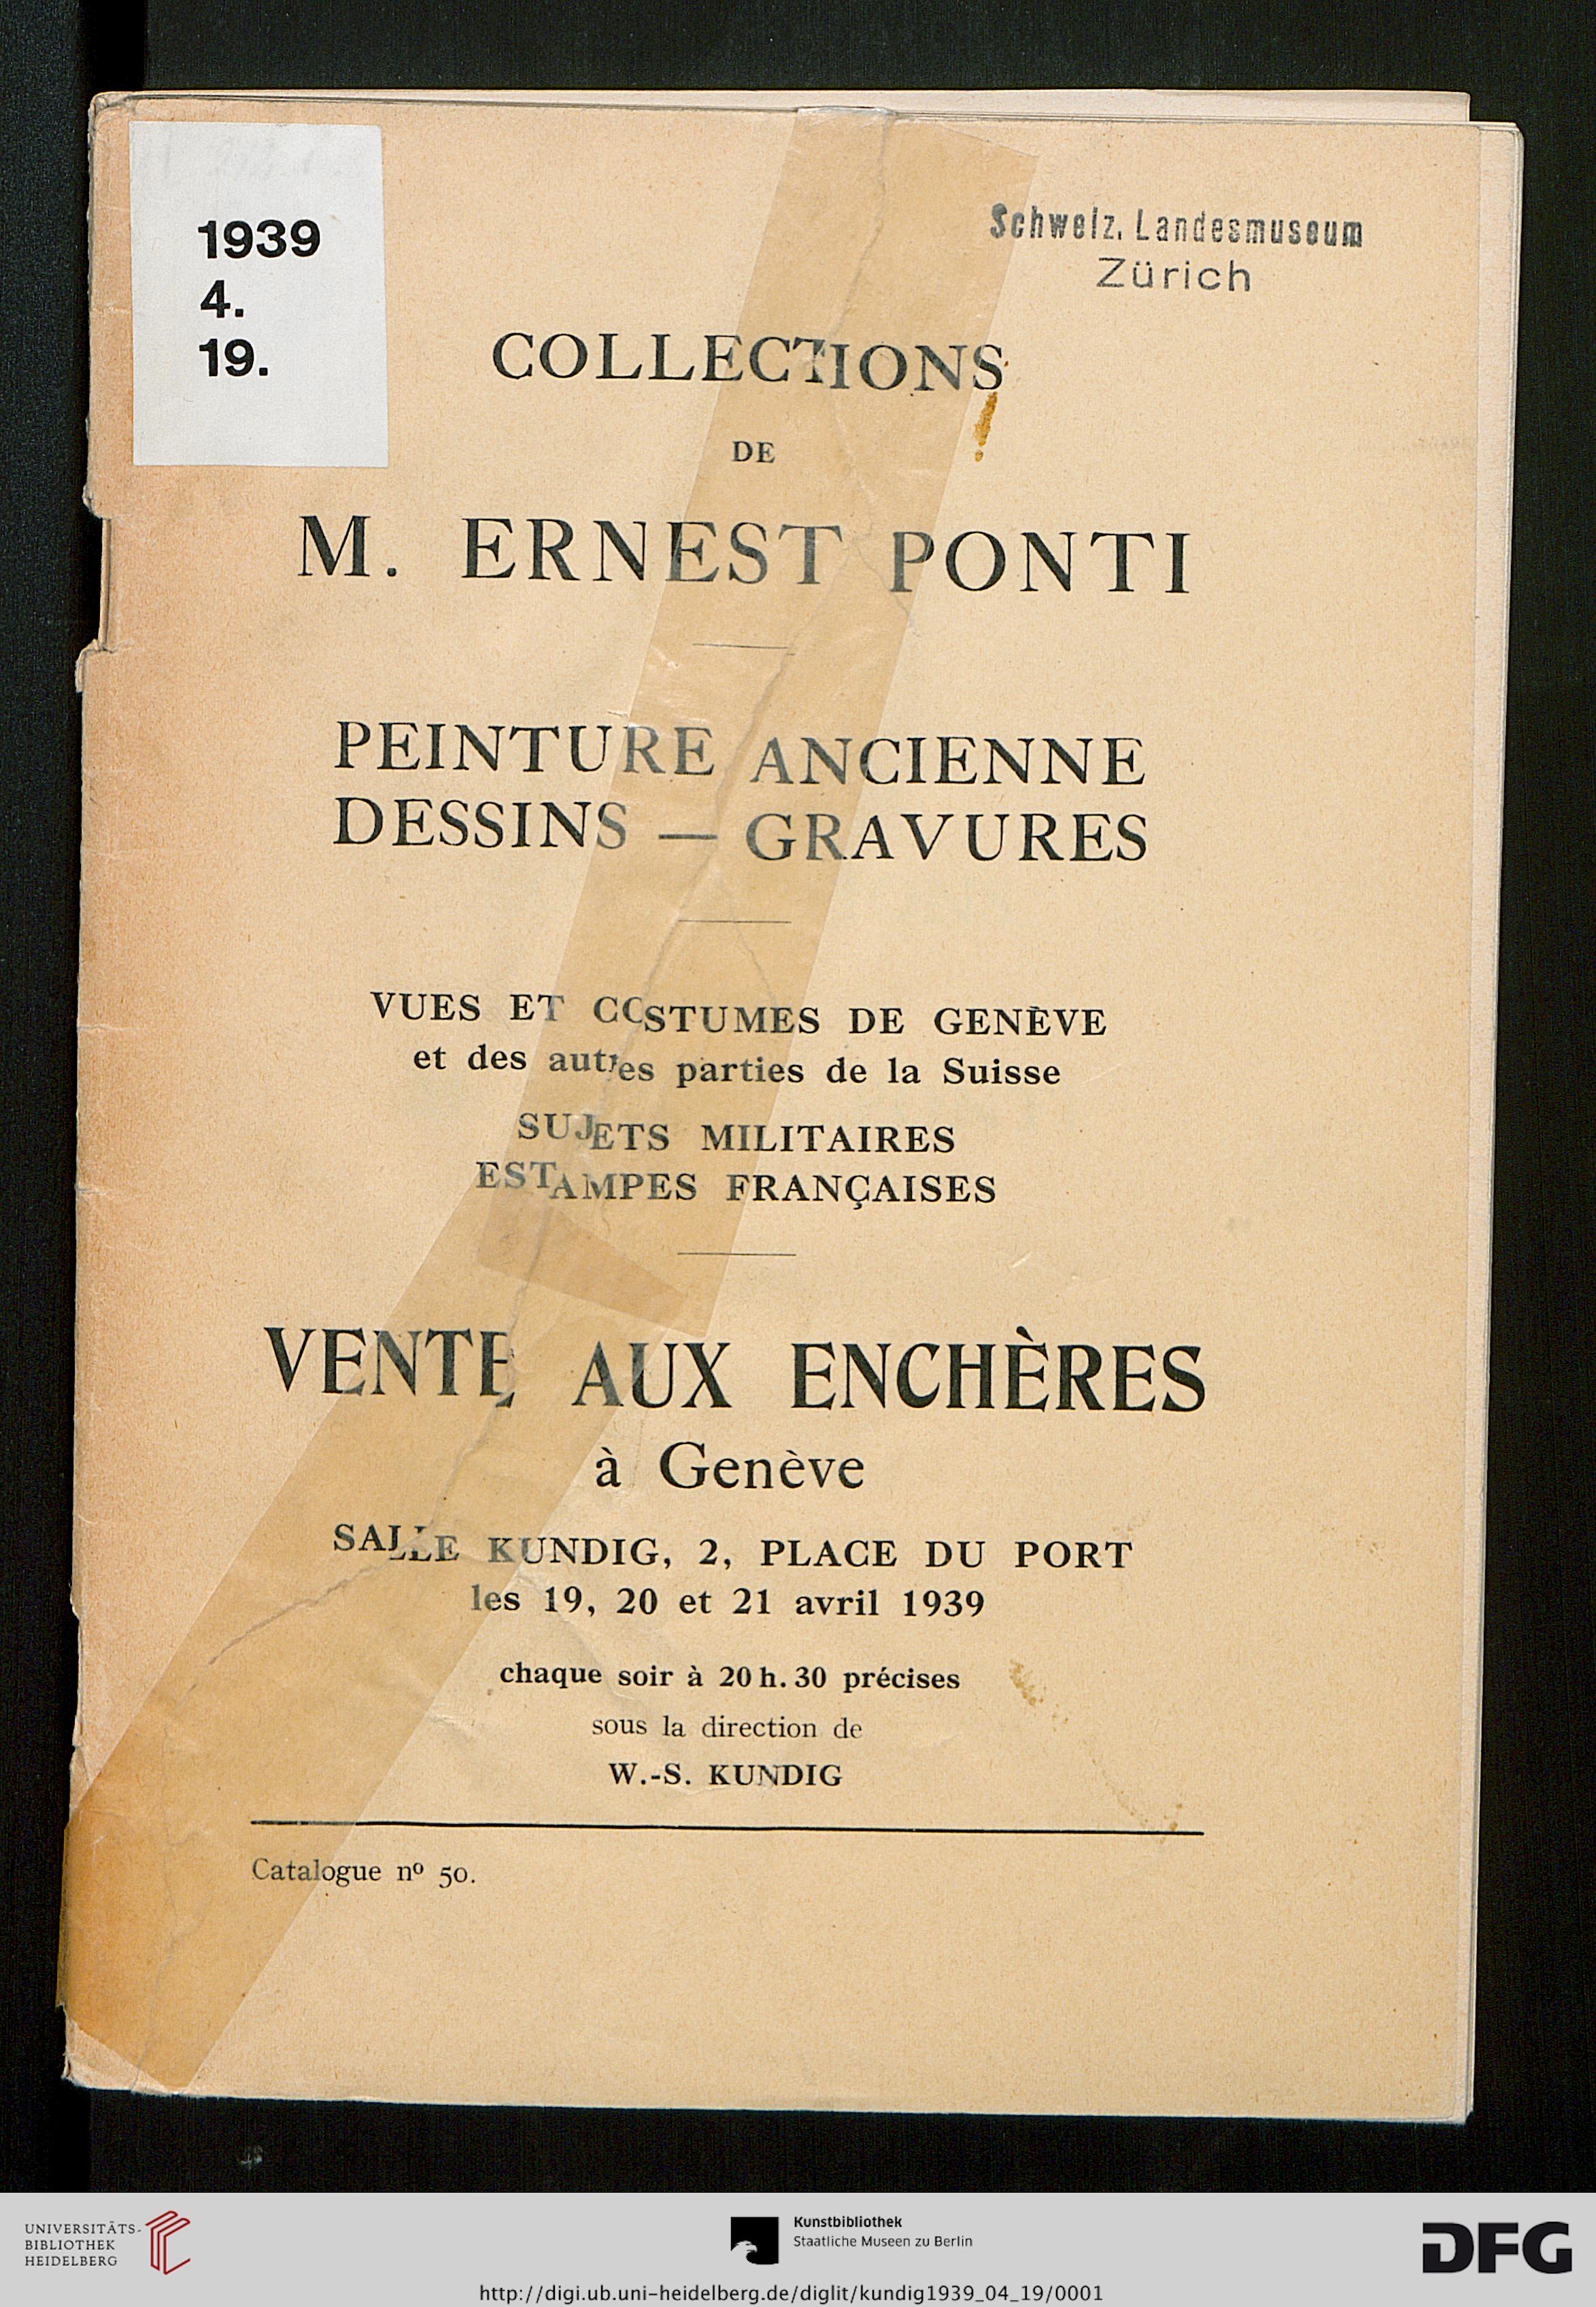 1939
4.
19.
Schweiz. Landesmuseum
Zürich
COLLECTIONS
DE
M. ERNEST PONTI
PEINTURE ANCIENNE
DESSINS — GRAVURES
VUES ET COSTUMES DE GENÈVE
et des autres parties de la Suisse
SUJETS MILITAIRES
ESTAMPES FRANÇAISES
VENTE AUX ENCHÈRES
à Genève
SALLE KUNDIG, 2, PLACE DU PORT
les 19, 20 et 21 avril 1939
chaque soir à 20 h. 30 précises
sous la direction de
W.-S. KUNDIG
Catalogue nº 50.
UNIVERSITÄTS-
BIBLIOTHEK
HEIDELBERG
Kunstbibliothek
Staatliche Museen zu Berlin
DFG
http://digi.ub.uni-heidelberg.de/diglit/kundig1939_04_19/0001